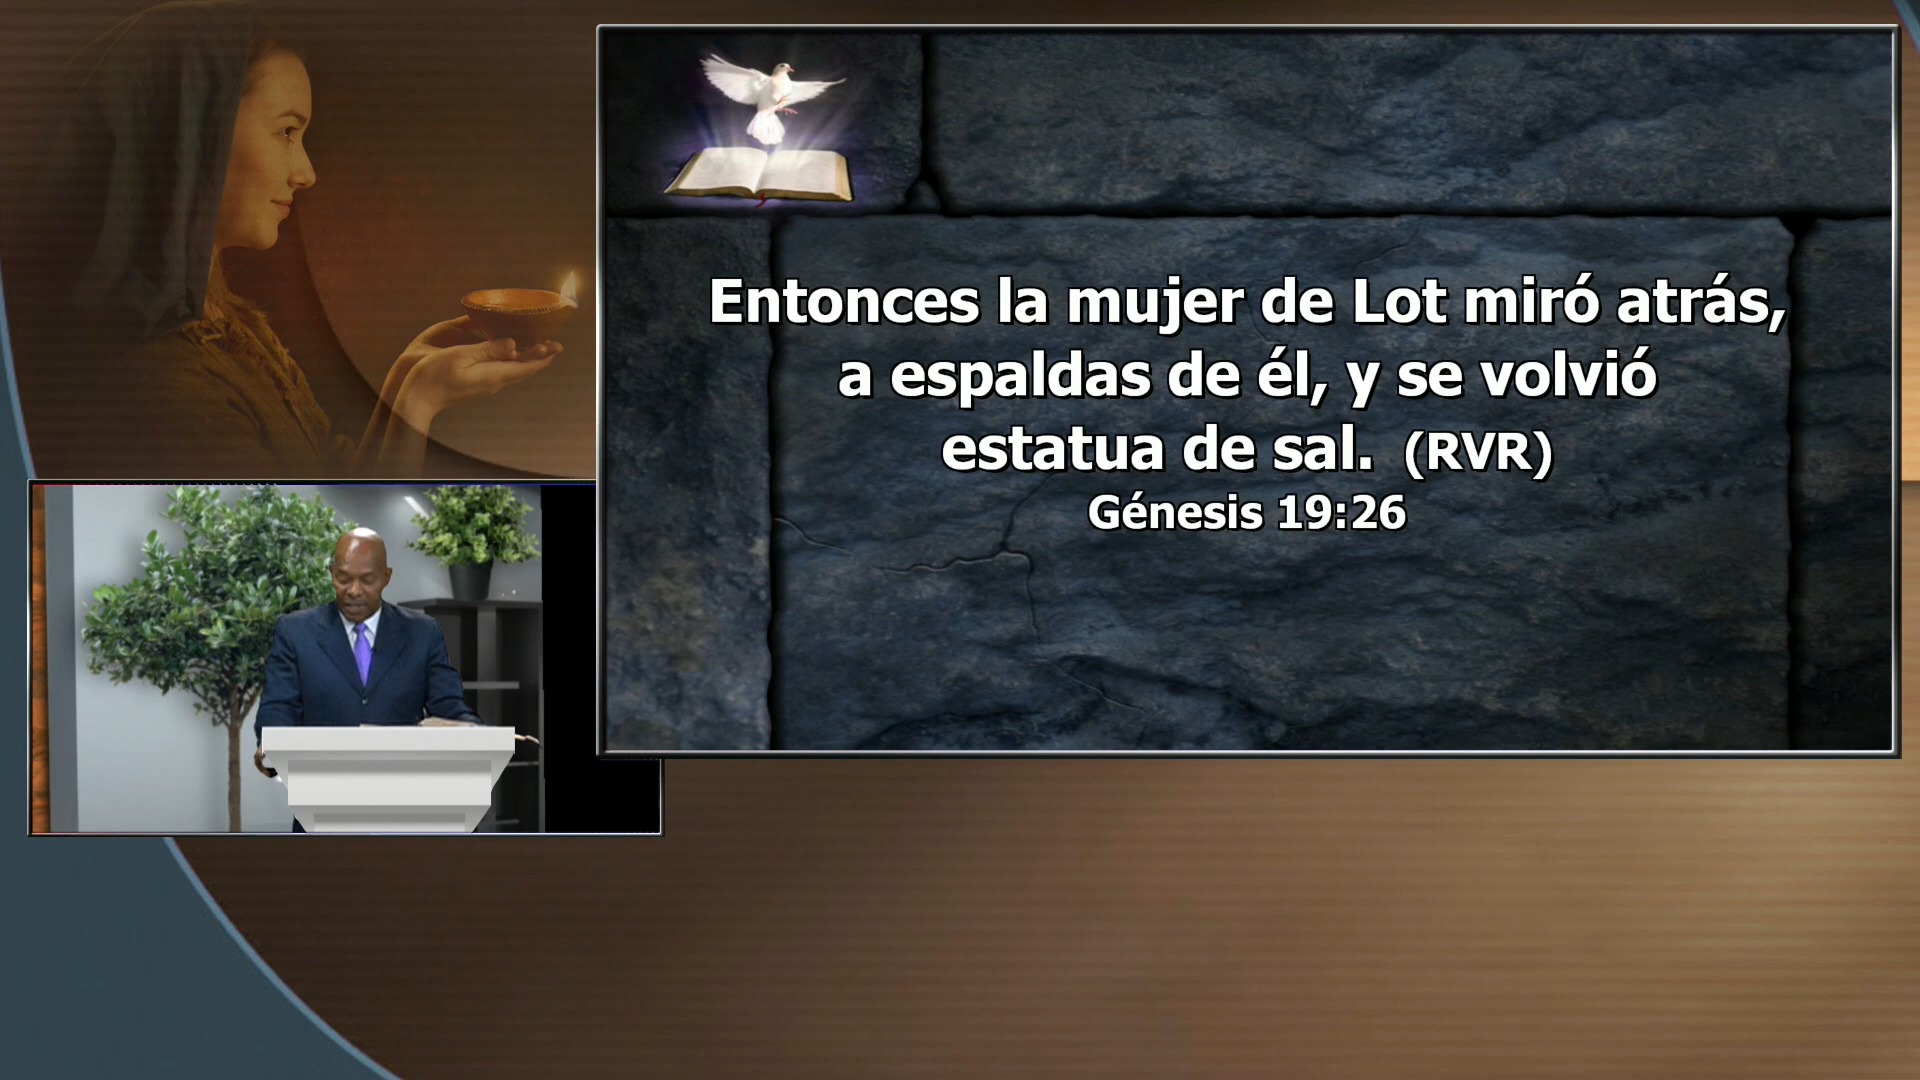 Entonces la mujer de Lot miró atrás,
a espaldas de él, y se volvió
estatua de sal. (RVR)
Génesis 19:26